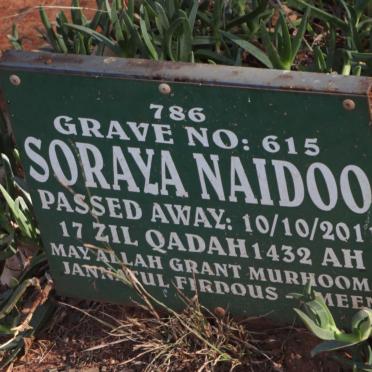 786
GRAVE NO: 615
SORAYA NAIDOO
PASSED AWAY: 10/10/201
17 ZIL QADAH 1432 AH
MAY ALLAH GRANT MURHOOM
JANNATUL FIRDOUS - AMEEN